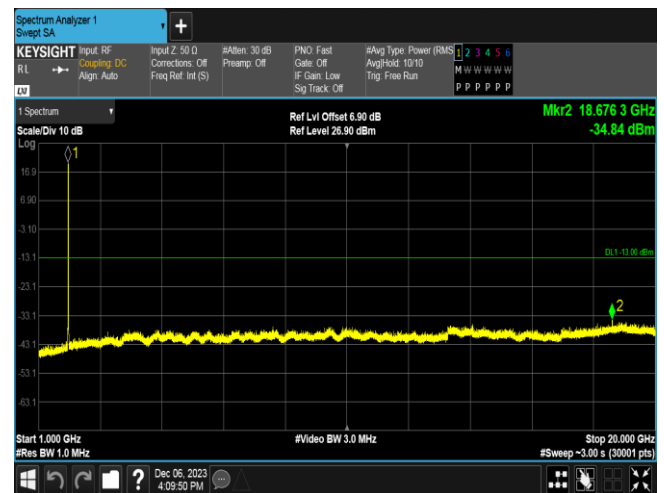 Spectrum Analyzer 1
Swept SA
+
KEYSIGHT Input: RF Input Z: 50 Ω #Atten: 30 dB PNO: Fast #Avg Type: Power (RMS 1 2 3 4 5 6
RL Coupling: DC Corrections: Off Preamp: Off Gate: Off Avg|Hold: 10/10 M W W W W W
Align: Auto Freq Ref: Int (S) IF Gain: Low Trig: Free Run
Sig Track: Off P P P P P P
LXI
1 Spectrum Ref Lvl Offset 6.90 dB Mkr2 18.676 3 GHz
Scale/Div 10 dB Ref Level 26.90 dBm -34.84 dBm
Log
1
16.9
6.90
-3.10
DL1 -13.00 dBm
-13.1
-23.1
2
-33.1
-43.1
-53.1
-63.1
Start 1.000 GHz #Video BW 3.0 MHz Stop 20.000 GHz
#Res BW 1.0 MHz #Sweep ~3.00 s (30001 pts)
? Dec 06, 2023
4:09:50 PM